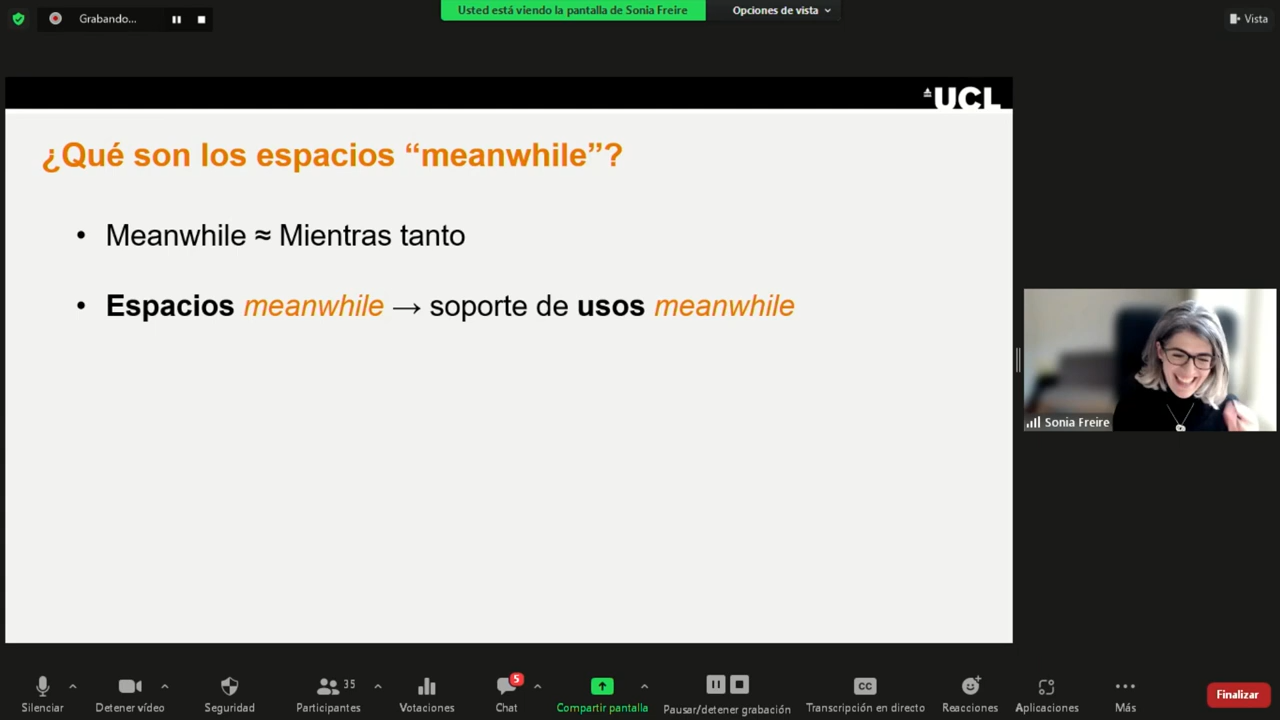 Grabando...
Usted está viendo la pantalla de Sonia Freire
Opciones de vista
Vista
UCL
¿Qué son los espacios “meanwhile”?
• Meanwhile ≈ Mientras tanto
• Espacios meanwhile → soporte de usos meanwhile
Sonia Freire
Silenciar
Detener vídeo
Seguridad
Participantes
35
Votaciones
Chat
5
Compartir pantalla
Pausar/detener grabación
CC
Transcripción en directo
Reacciones
Aplicaciones
Más
Finalizar